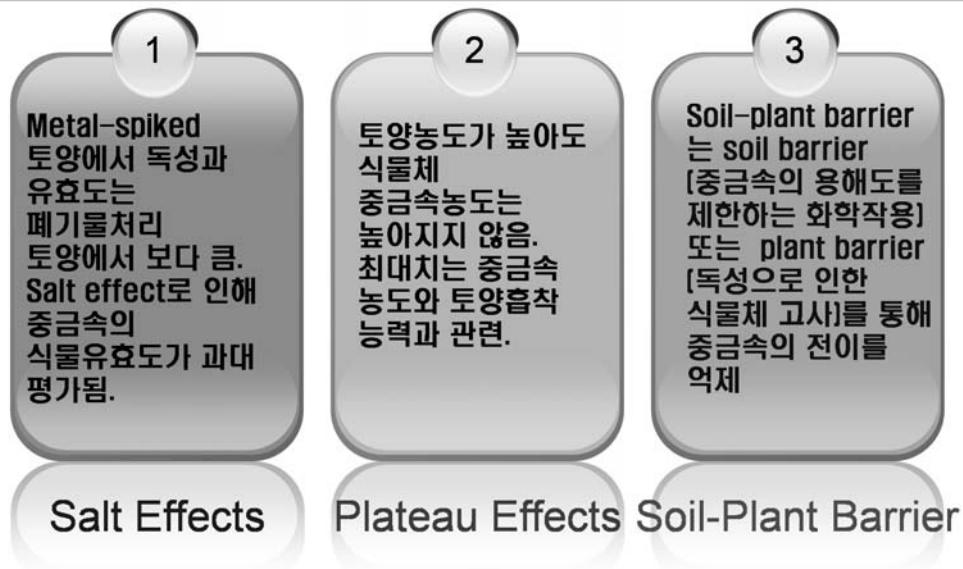 1
Metal-spiked
토양에서 독성과
유효도는
폐기물처리
토양에서 보다 큼.
Salt effect로 인해
중금속의
식물유효도가 과대
평가됨.
Salt Effects
2
토양농도가 높아도
식물체
중금속농도는
높아지지 않음.
최대치는 중금속
농도와 토양흡착
능력과 관련.
Plateau Effects
3
Soil-plant barrier
는 soil barrier
[중금속의 용해도를
제한하는 화학작용]
또는 plant barrier
[독성으로 인한
식물체 고사]를 통해
중금속의 전이를
억제
Soil-Plant Barrier